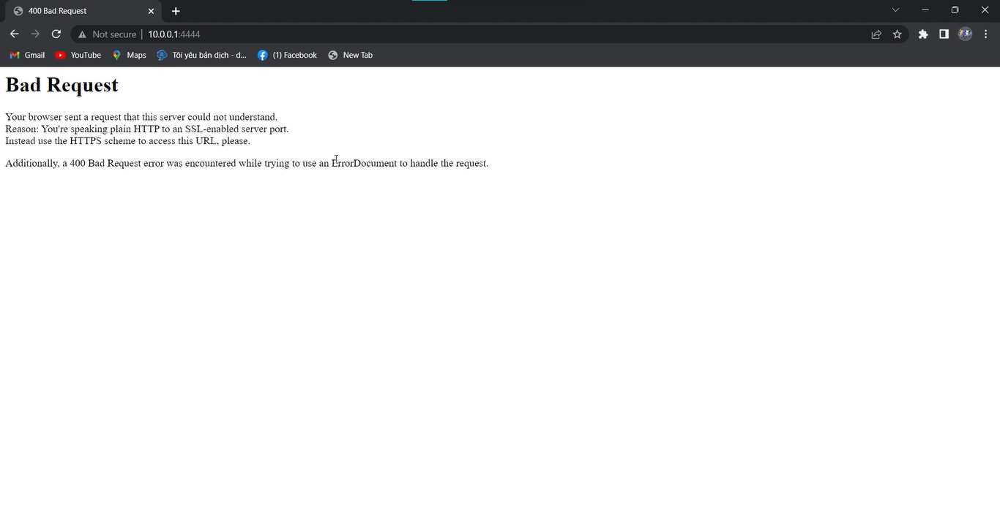 400 Bad Request
Not secure | 10.0.0.1:4444
Gmail YouTube Maps Tôi yêu bản dịch - d... (1) Facebook New Tab
Bad Request
Your browser sent a request that this server could not understand.
Reason: You're speaking plain HTTP to an SSL-enabled server port.
Instead use the HTTPS scheme to access this URL, please.
Additionally, a 400 Bad Request error was encountered while trying to use an ErrorDocument to handle the request.